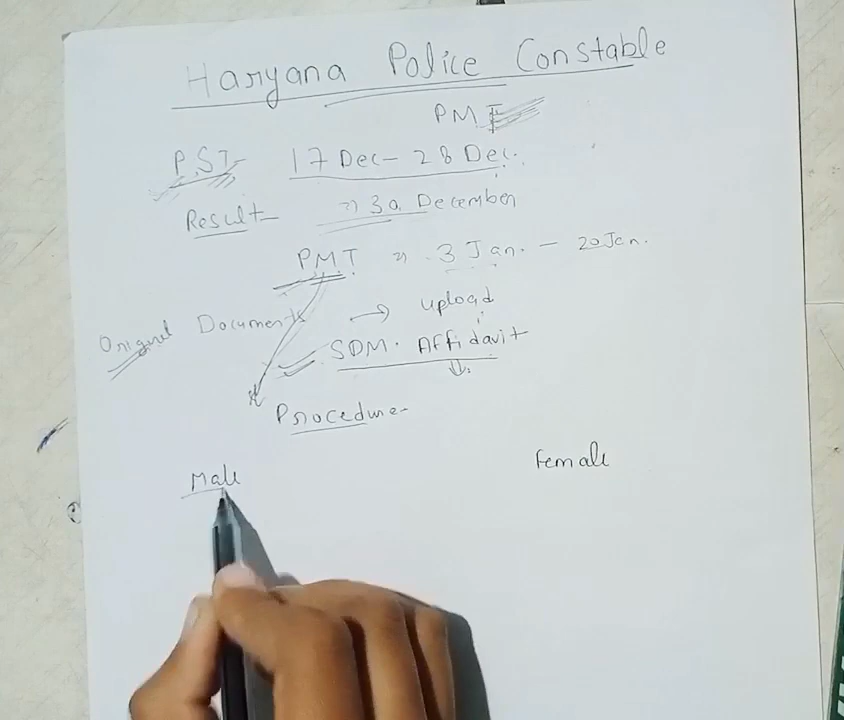 Haryana Police Constable
PMT
P.S.T- 17 Dec - 28 Dec.
Result 30 December
PMT 3 Jan. - 20 Jan.
→ upload
Original Documents
SDM. Affidavit
Procedure
Male Female